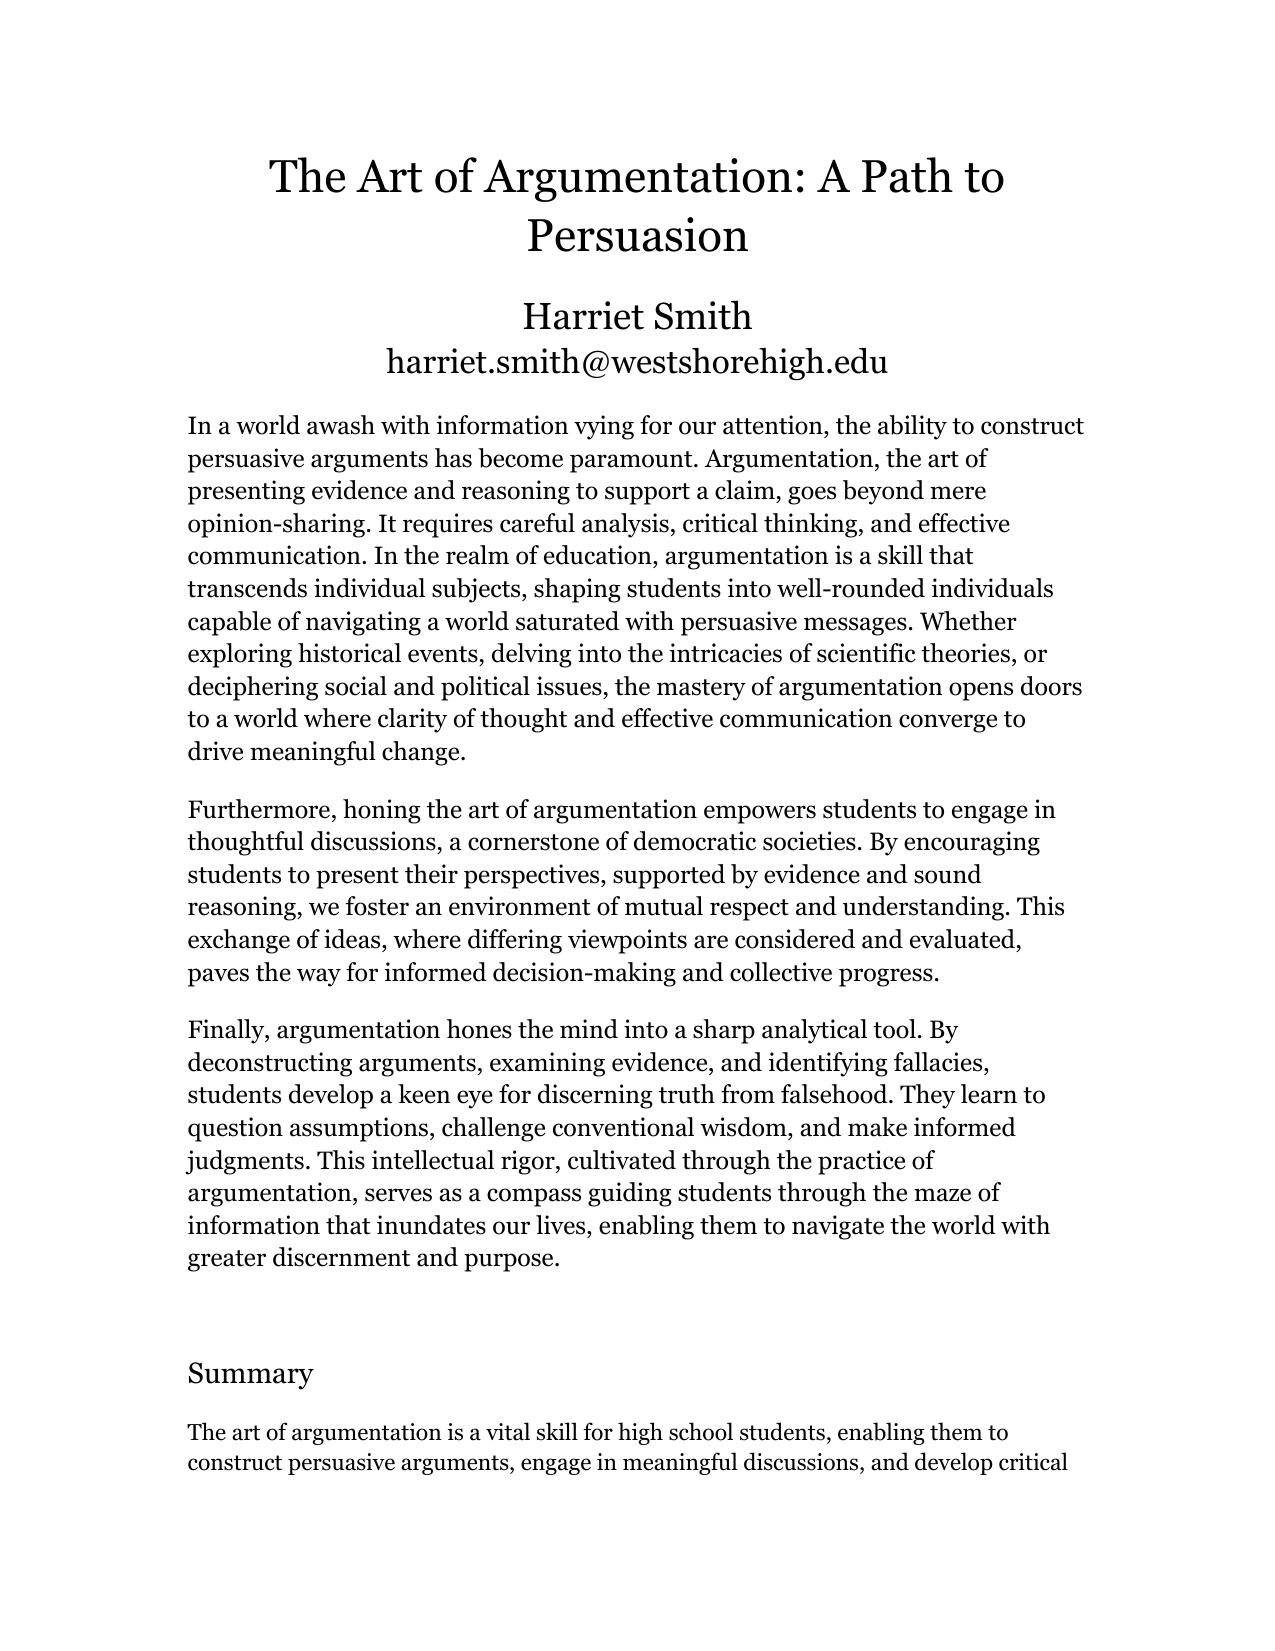 The Art of Argumentation: A Path to
Persuasion
Harriet Smith
harriet.smith@westshorehigh.edu
In a world awash with information vying for our attention, the ability to construct
persuasive arguments has become paramount. Argumentation, the art of
presenting evidence and reasoning to support a claim, goes beyond mere
opinion-sharing. It requires careful analysis, critical thinking, and effective
communication. In the realm of education, argumentation is a skill that
transcends individual subjects, shaping students into well-rounded individuals
capable of navigating a world saturated with persuasive messages. Whether
exploring historical events, delving into the intricacies of scientific theories, or
deciphering social and political issues, the mastery of argumentation opens doors
to a world where clarity of thought and effective communication converge to
drive meaningful change.
Furthermore, honing the art of argumentation empowers students to engage in
thoughtful discussions, a cornerstone of democratic societies. By encouraging
students to present their perspectives, supported by evidence and sound
reasoning, we foster an environment of mutual respect and understanding. This
exchange of ideas, where differing viewpoints are considered and evaluated,
paves the way for informed decision-making and collective progress.
Finally, argumentation hones the mind into a sharp analytical tool. By
deconstructing arguments, examining evidence, and identifying fallacies,
students develop a keen eye for discerning truth from falsehood. They learn to
question assumptions, challenge conventional wisdom, and make informed
judgments. This intellectual rigor, cultivated through the practice of
argumentation, serves as a compass guiding students through the maze of
information that inundates our lives, enabling them to navigate the world with
greater discernment and purpose.
Summary
The art of argumentation is a vital skill for high school students, enabling them to
construct persuasive arguments, engage in meaningful discussions, and develop critical